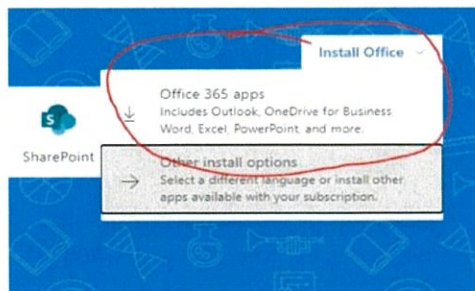 Install Office
Office 365 apps
Includes Outlook, OneDrive for Business
Word, Excel, PowerPoint, and more.
S
SharePoint
Other install options
Select a different language or install other
apps available with your subscription.